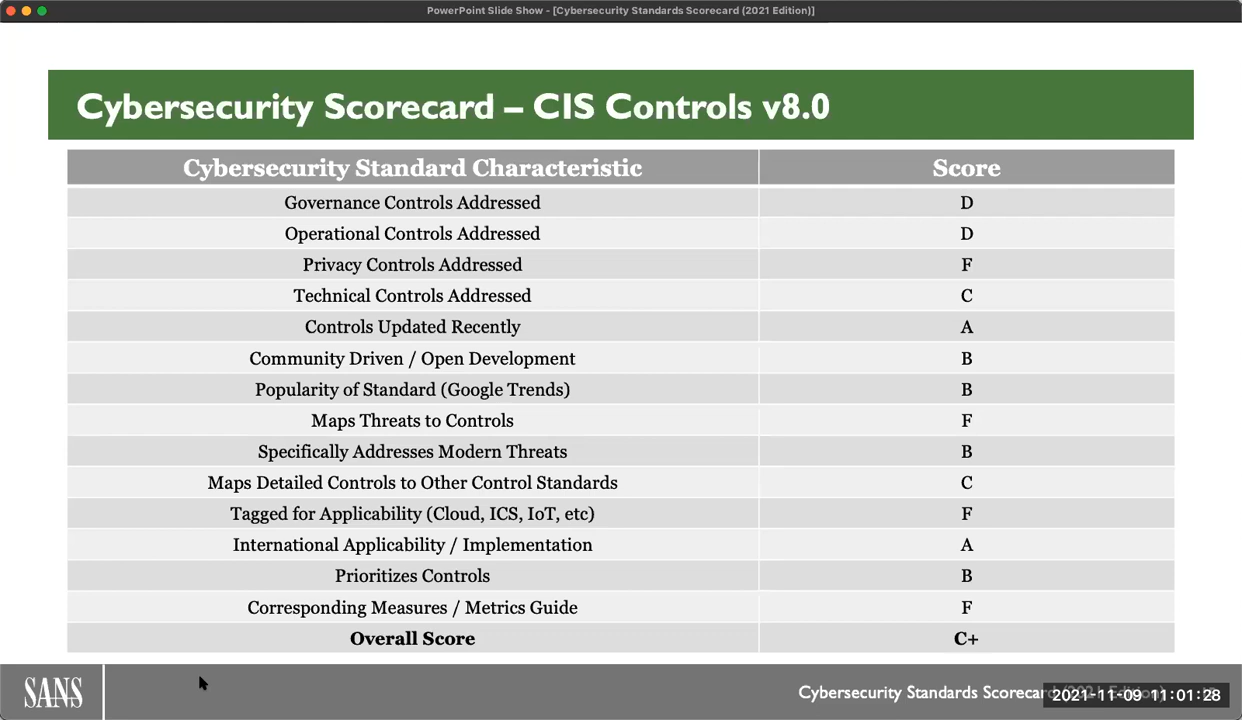 PowerPoint Slide Show - [Cybersecurity Standards Scorecard (2021 Edition)]
Cybersecurity Scorecard – CIS Controls v8.0
Cybersecurity Standard Characteristic Score
Governance Controls Addressed D
Operational Controls Addressed D
Privacy Controls Addressed F
Technical Controls Addressed C
Controls Updated Recently A
Community Driven / Open Development B
Popularity of Standard (Google Trends) B
Maps Threats to Controls F
Specifically Addresses Modern Threats B
Maps Detailed Controls to Other Control Standards C
Tagged for Applicability (Cloud, ICS, IoT, etc) F
International Applicability / Implementation A
Prioritizes Controls B
Corresponding Measures / Metrics Guide F
Overall Score C+
SANS
Cybersecurity Standards Scorecard
2021-11-09 11:01:28